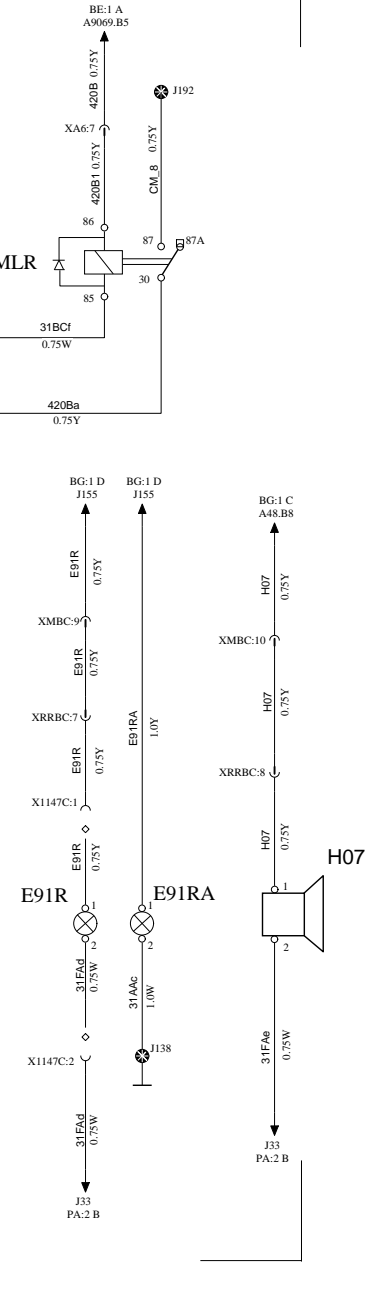 BE:1 A
A9069.B5
420B 0.75Y
J192
XA6:7
420B1 0.75Y
CM_8 0.75Y
86
87
87A
MLR
30
85
31BCf
0.75W
420Ba
0.75Y
BG:1 D
J155
BG:1 D
J155
BG:1 C
A48.B8
E91R
0.75Y
H07
0.75Y
XMBC:9
XMBC:10
E91R
0.75Y
H07
0.75Y
E91RA
1.0Y
XRRBC:7
E91R
0.75Y
XRRBC:8
X1147C:1
E91R
0.75Y
H07
0.75Y
H07
E91R
1
E91RA
1
1
2
2
2
31FAd
0.75W
31AAc
1.0W
31FAe
0.75W
J138
X1147C:2
31FAd
0.75W
J33
PA:2 B
J33
PA:2 B